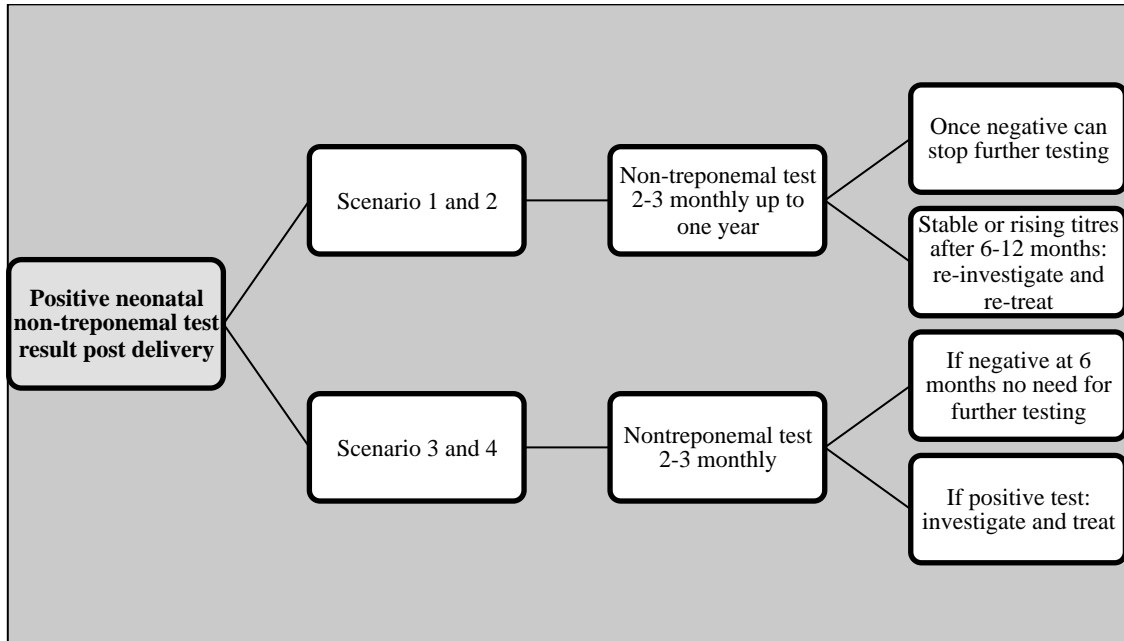 Positive neonatal
non-treponemal test
result post delivery
Scenario 1 and 2
Non-treponemal test
2-3 monthly up to
one year
Once negative can
stop further testing
Stable or rising titres
after 6-12 months:
re-investigate and
re-treat
Scenario 3 and 4
Nontreponemal test
2-3 monthly
If negative at 6
months no need for
further testing
If positive test:
investigate and treat